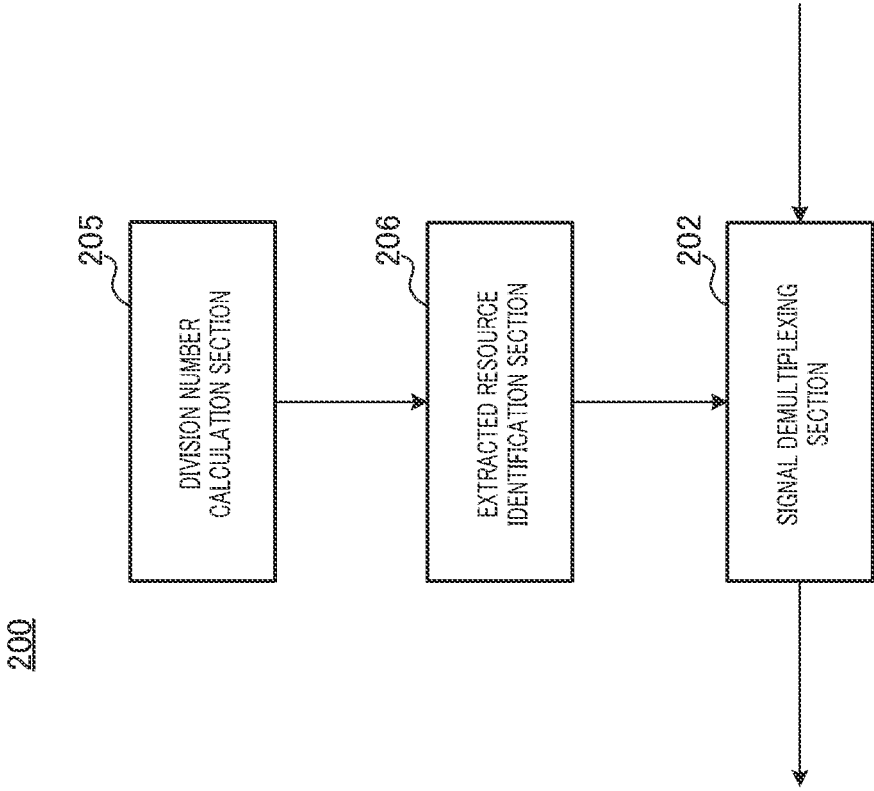 200
205
DIVISION NUMBER
CALCULATION SECTION
206
EXTRACTED RESOURCE
IDENTIFICATION SECTION
202
SIGNAL DEMULTIPLEXING
SECTION